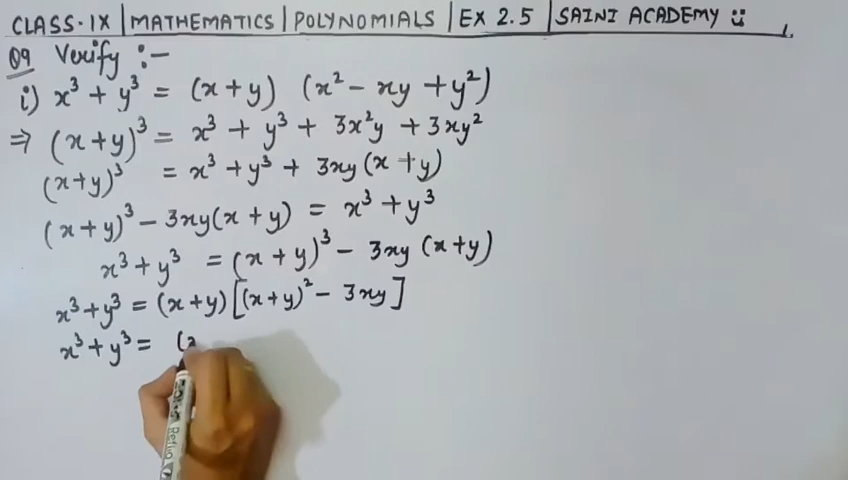 CLASS-IX | MATHEMATICS | POLYNOMIALS | EX 2.5 | SAINI ACADEMY
Q9 Verify :-
i) x³ + y³ = (x + y) (x² - xy + y²)
⇒ (x + y)³ = x³ + y³ + 3x²y + 3xy²
(x + y)³ = x³ + y³ + 3xy(x + y)
(x + y)³ - 3xy(x + y) = x³ + y³
x³ + y³ = (x + y)³ - 3xy (x + y)
x³ + y³ = (x + y) [(x + y)² - 3xy]
x³ + y³ = (